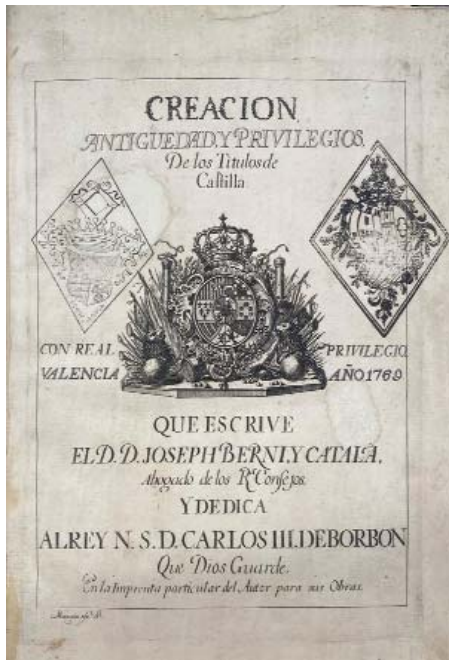 CREACION,
ANTIGUEDAD, Y PRIVILEGIOS,
De los Titulos de
Castilla.
CON REAL PRIVILEGIO
VALENCIA AÑO 1769
QUE ESCRIVE
EL D. D. JOSEPH BERNI, Y CATALÁ,
Abogado de los Rs. Consejos.
Y DEDICA
AL REY N. S. D. CARLOS III. DE BORBON
Que Dios Guarde.
En la Imprenta particular del Autor para sus Obras.